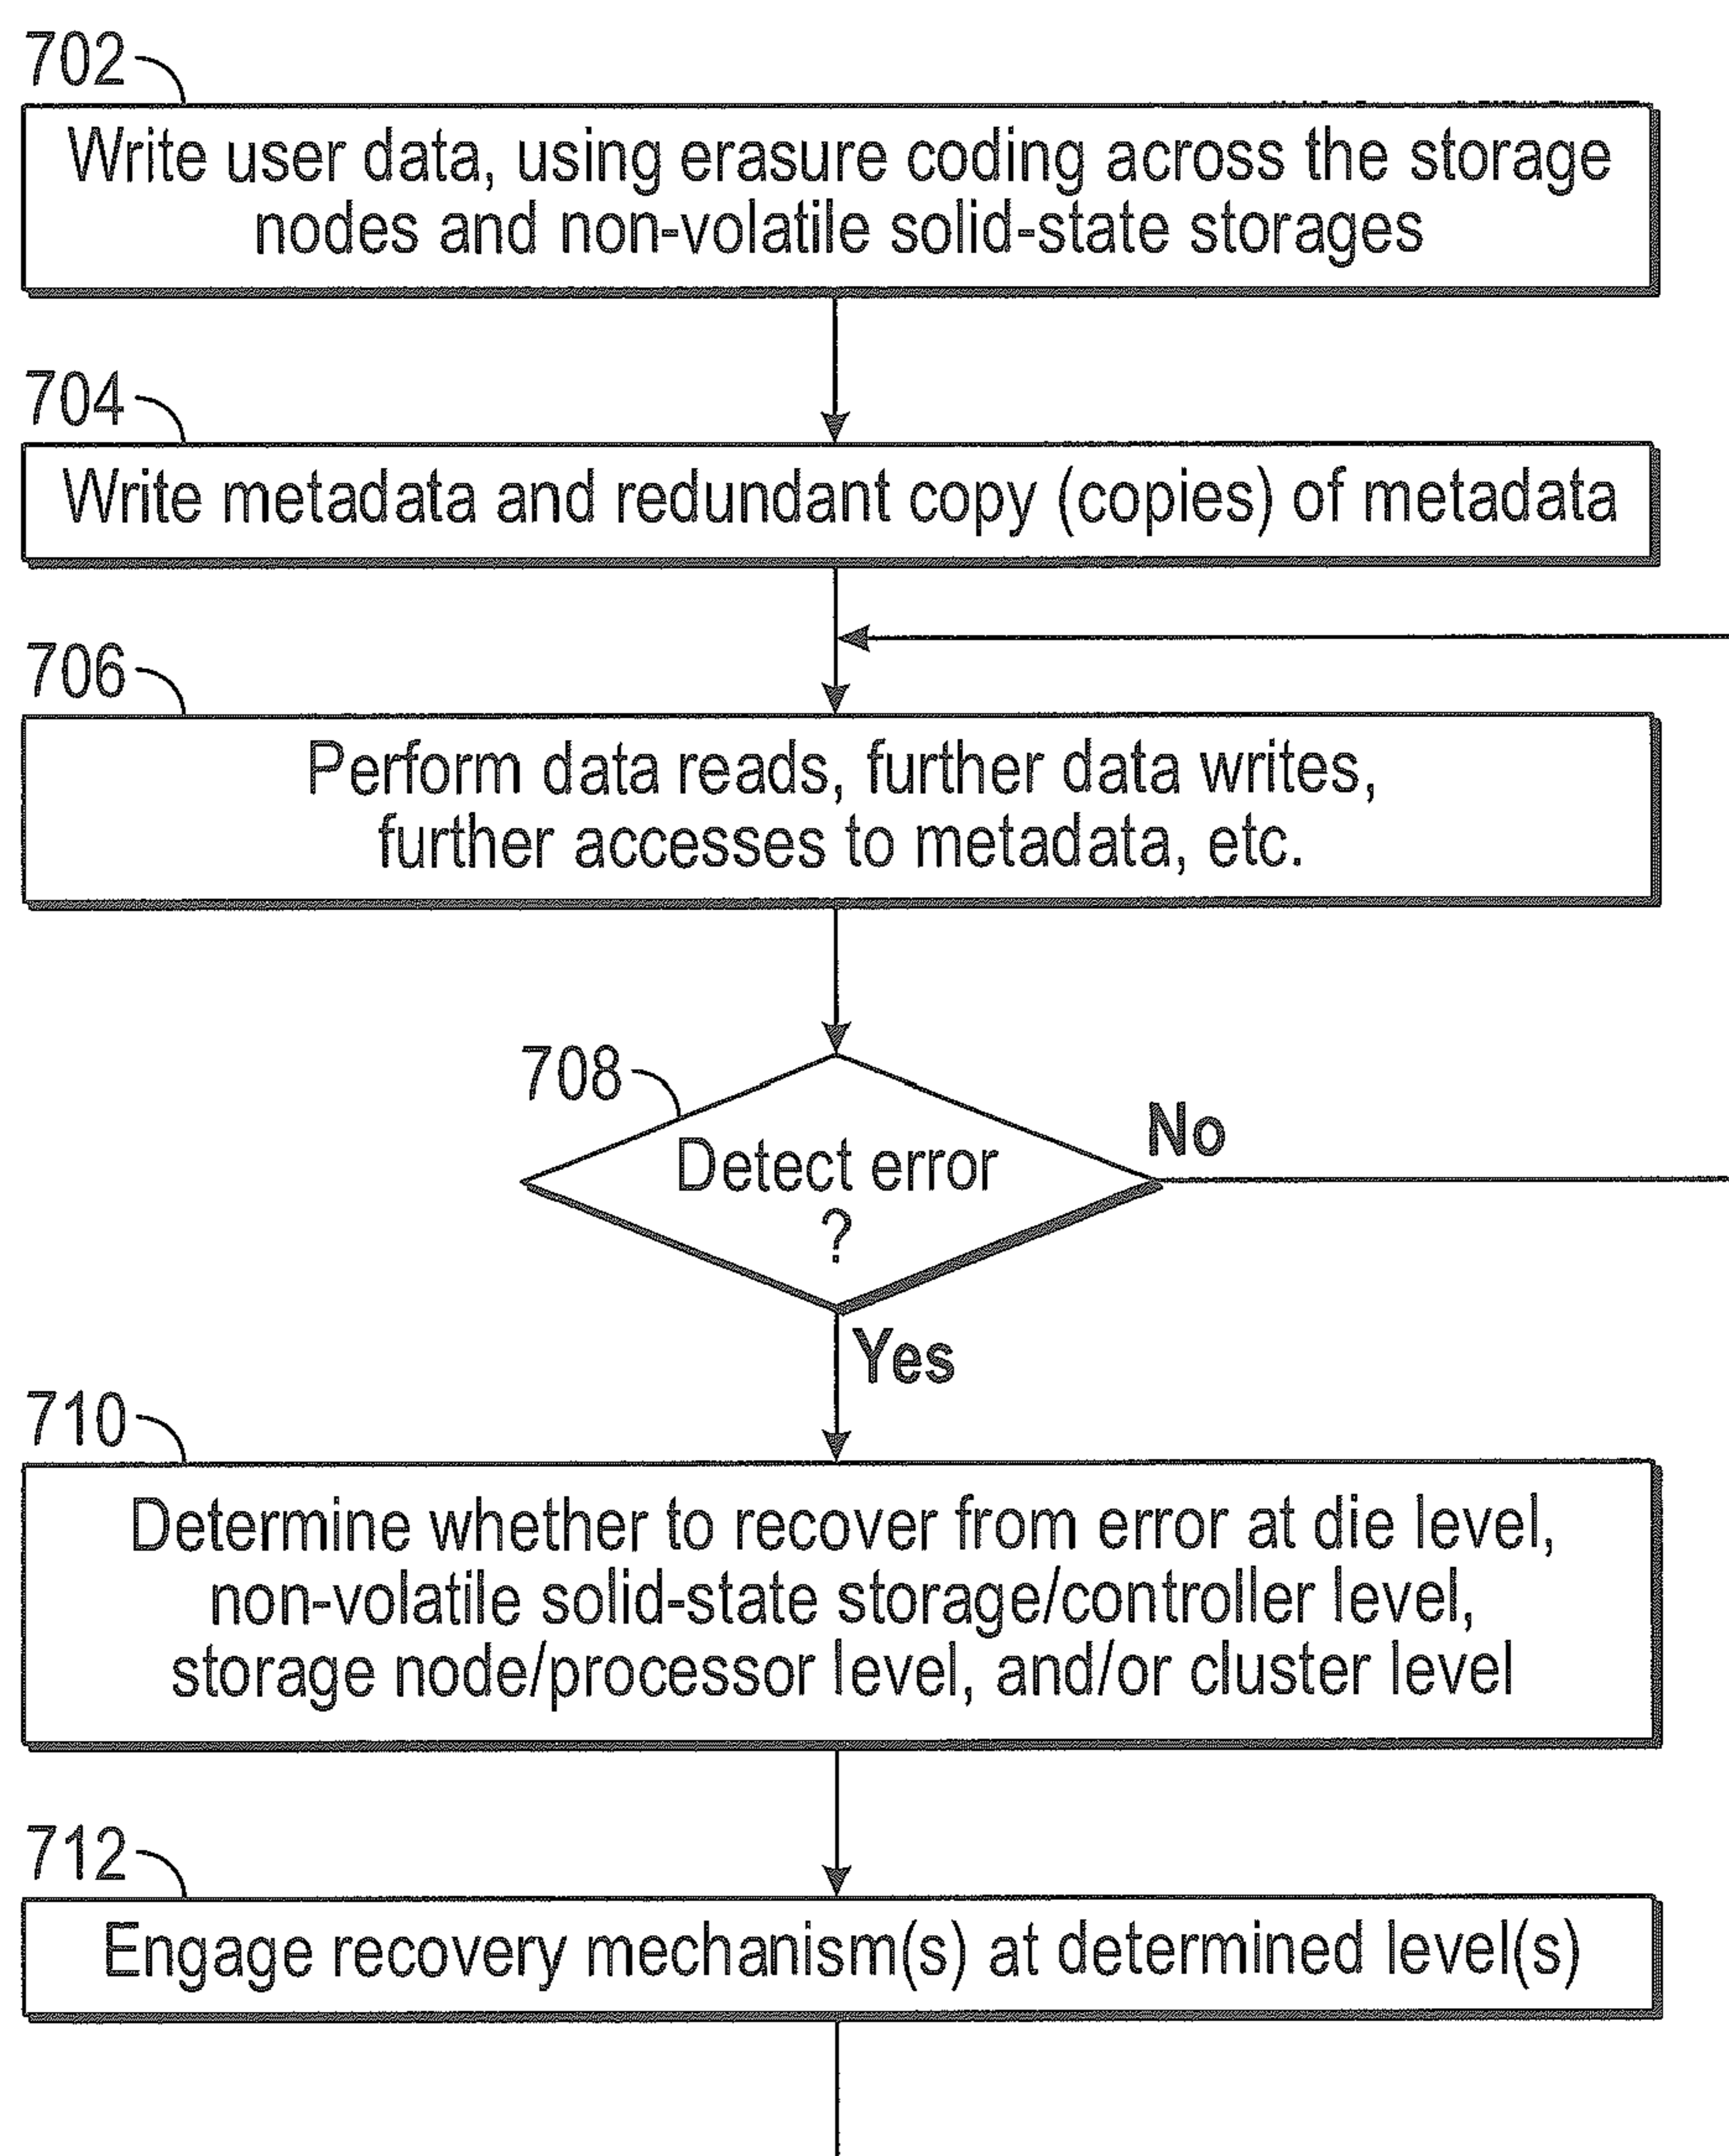 702
Write user data, using erasure coding across the storage
nodes and non-volatile solid-state storages
704
Write metadata and redundant copy (copies) of metadata
706
Perform data reads, further data writes,
further accesses to metadata, etc.
708
Detect error
?
No
Yes
710
Determine whether to recover from error at die level,
non-volatile solid-state storage/controller level,
storage node/processor level, and/or cluster level
712
Engage recovery mechanism(s) at determined level(s)